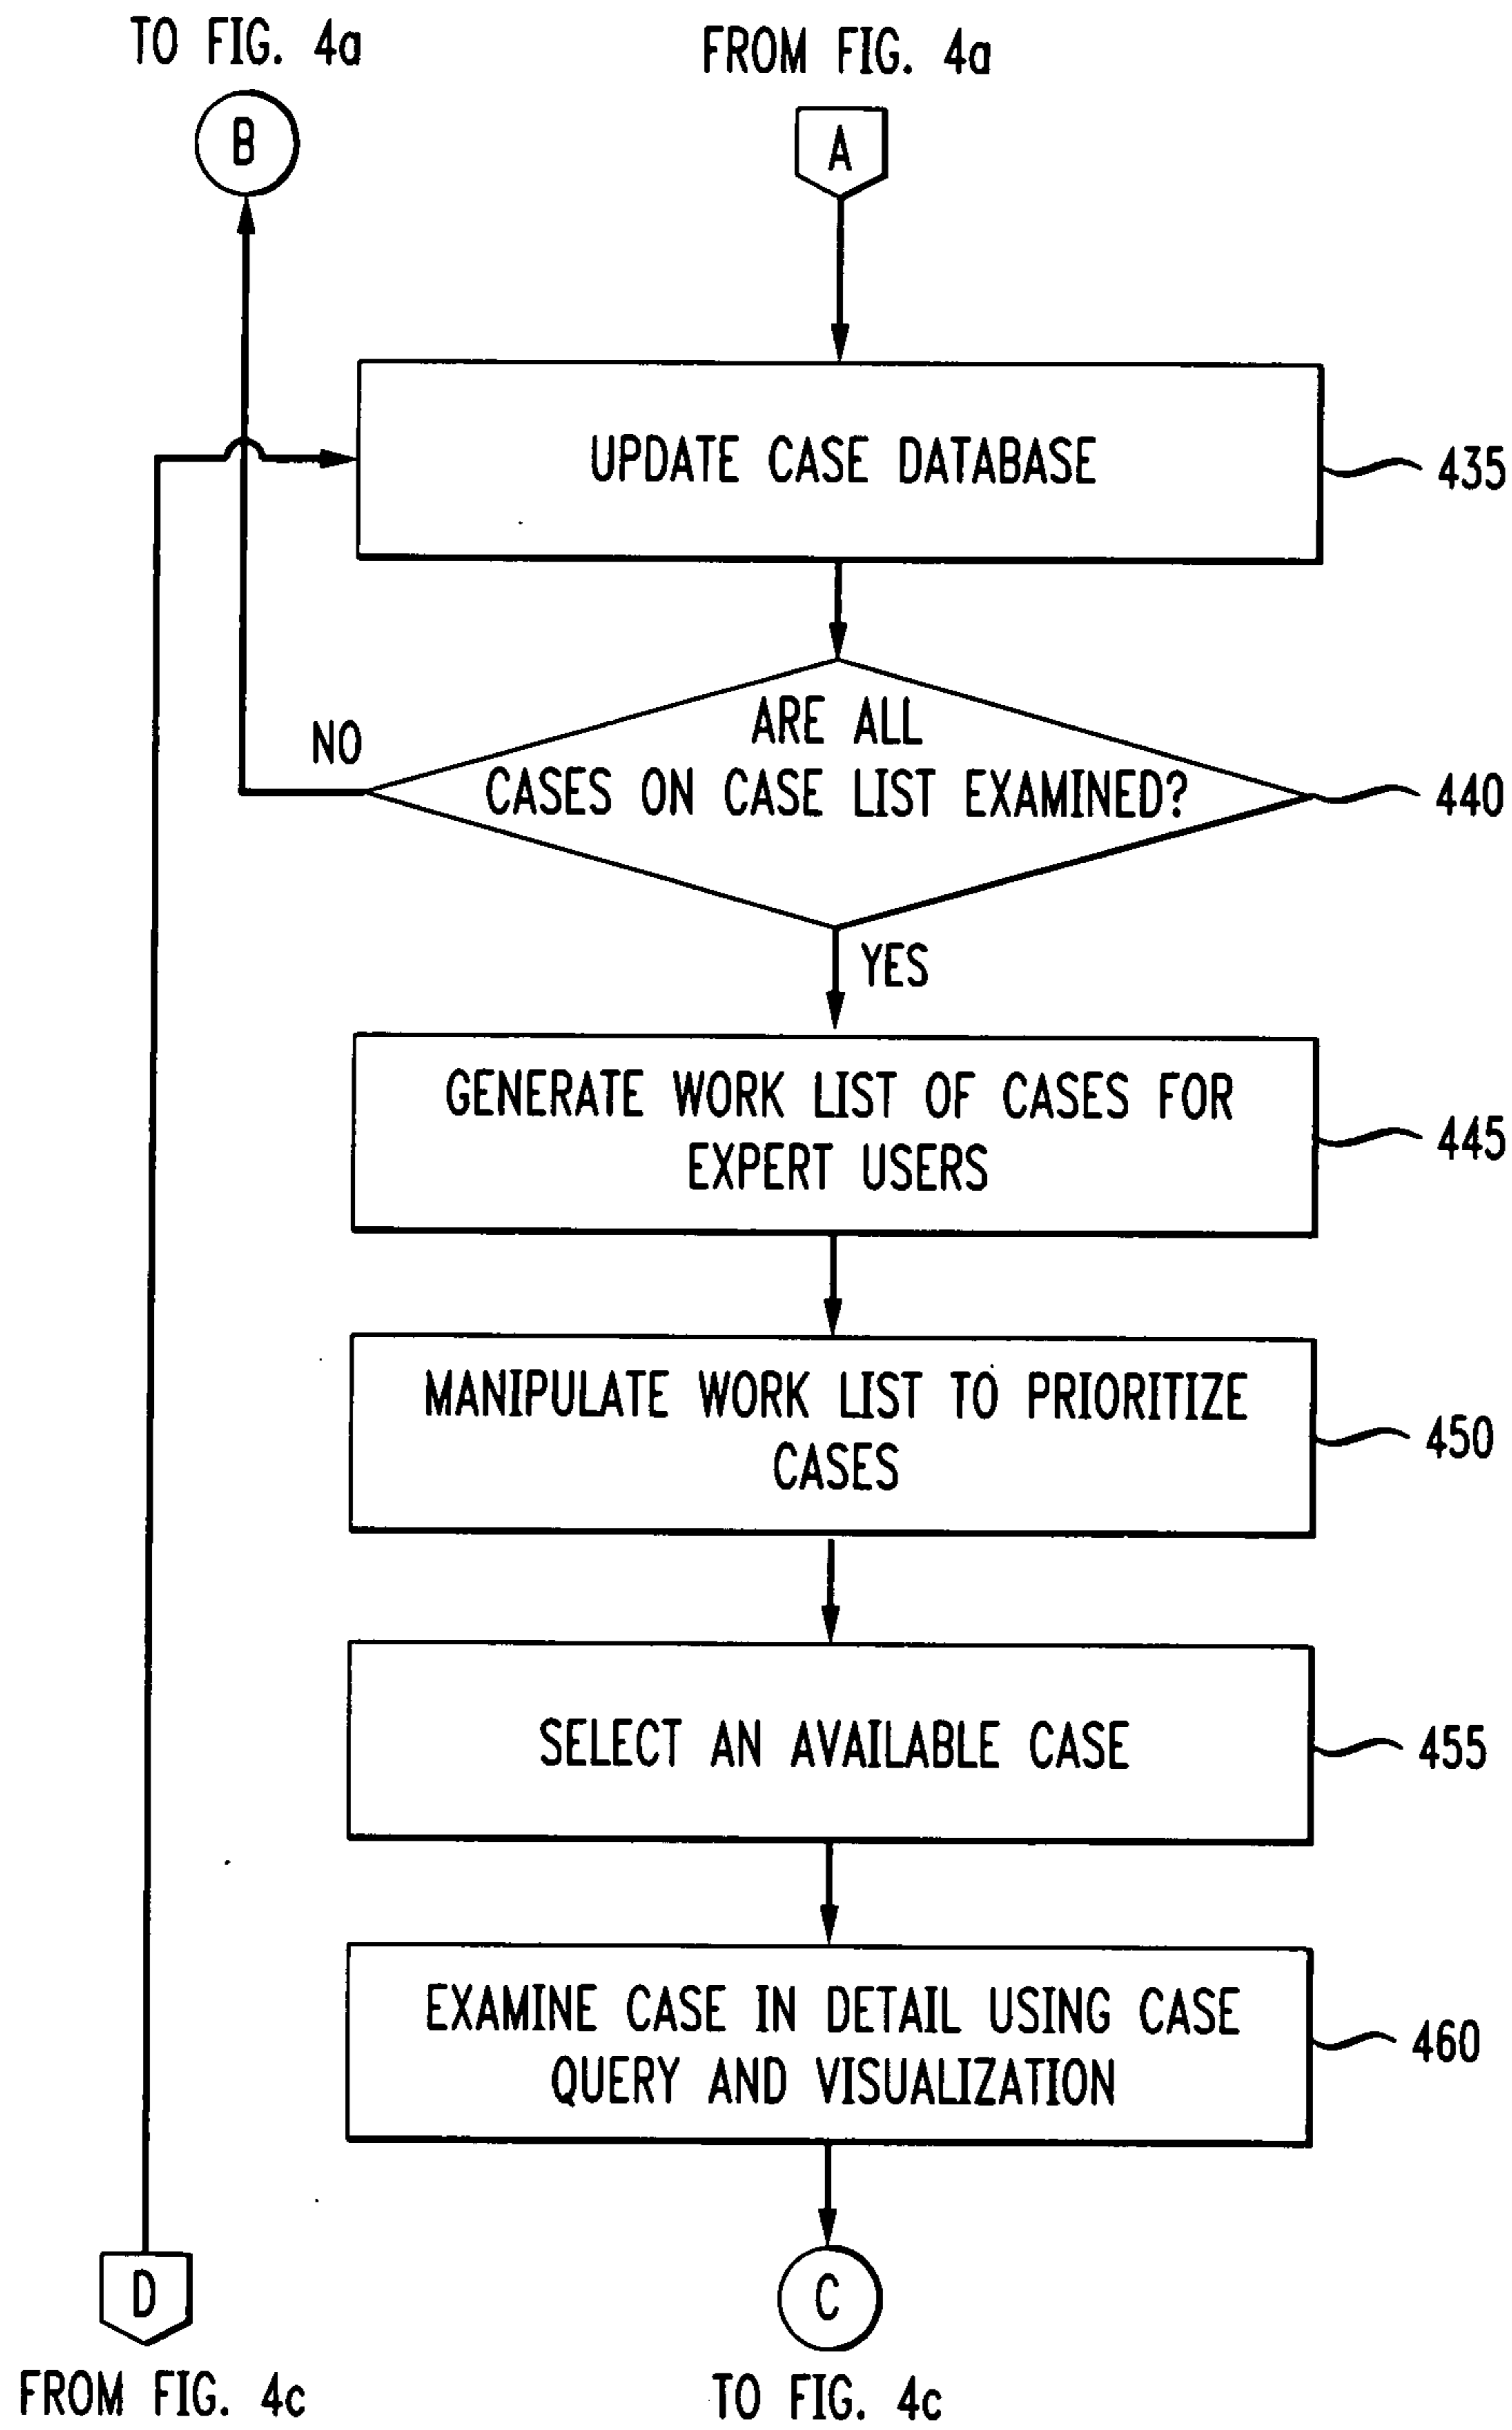 TO FIG. 4a
FROM FIG. 4a
B
A
UPDATE CASE DATABASE
435
NO
ARE ALL
CASES ON CASE LIST EXAMINED?
440
YES
GENERATE WORK LIST OF CASES FOR
EXPERT USERS
445
MANIPULATE WORK LIST TO PRIORITIZE
CASES
450
SELECT AN AVAILABLE CASE
455
EXAMINE CASE IN DETAIL USING CASE
QUERY AND VISUALIZATION
460
D
C
FROM FIG. 4c
TO FIG. 4c